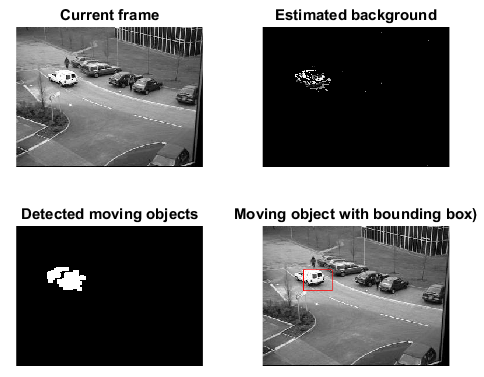 Current frame
Estimated background
Detected moving objects
Moving object with bounding box)